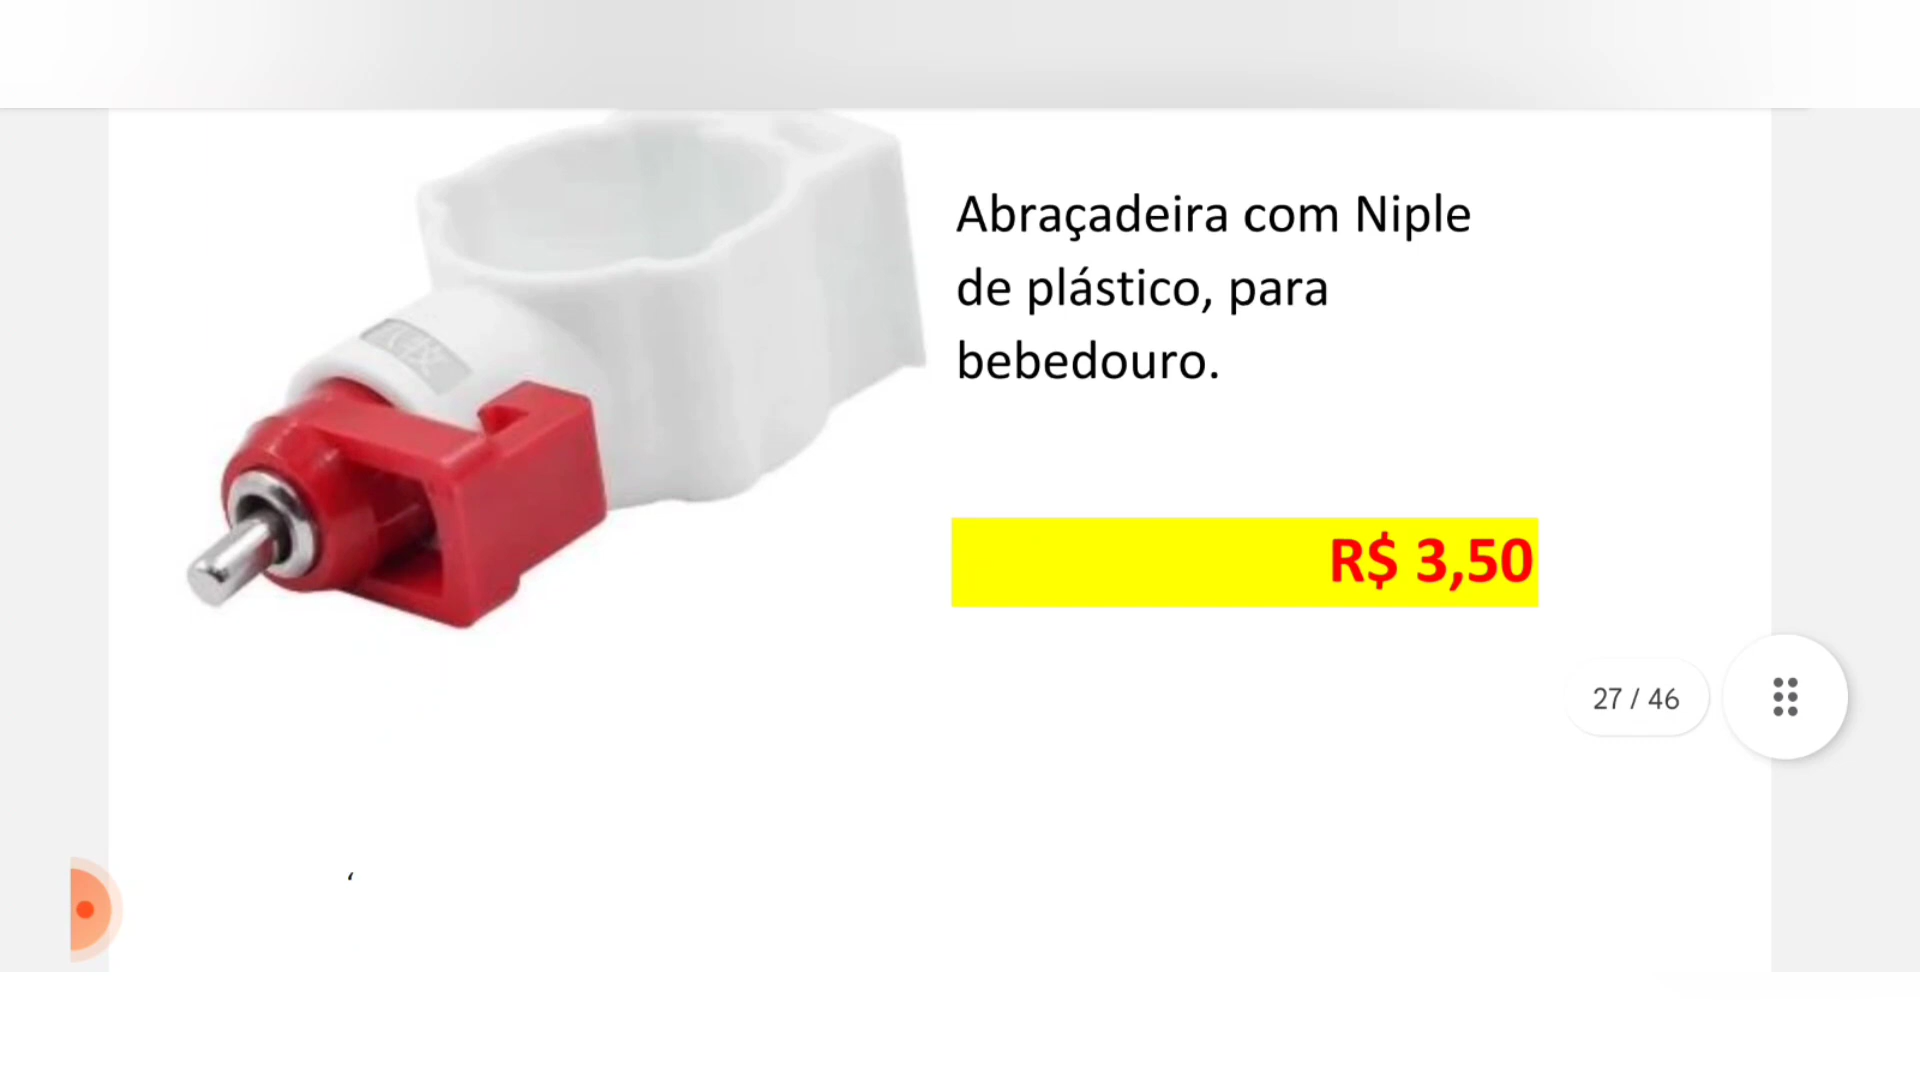 Abraçadeira com Niple
de plástico, para
bebedouro.
R$ 3,50
27 / 46
‘